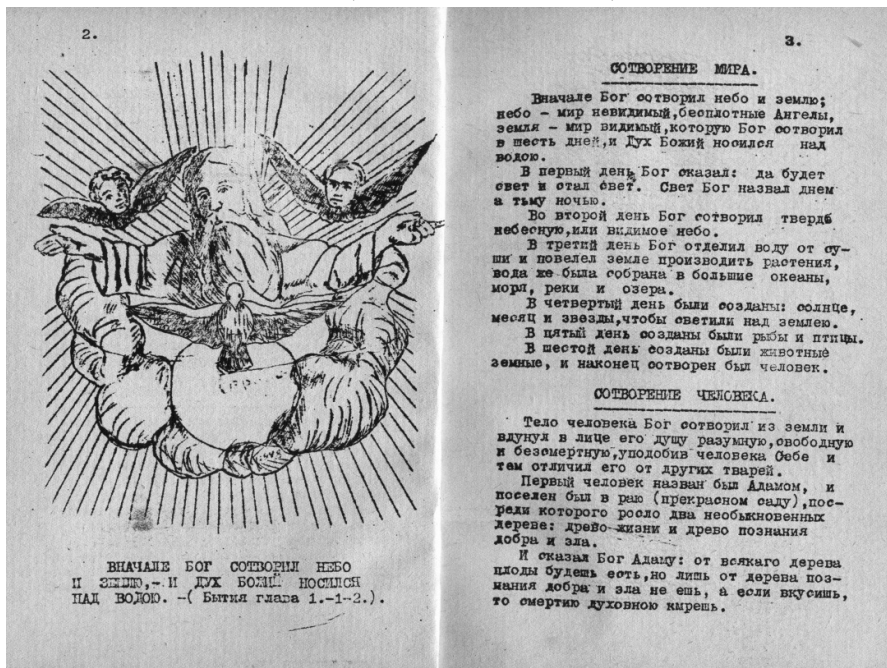 2.
ВНАЧАЛЕ БОГ СОТВОРИЛ НЕБО
И ЗЕМЛЮ,- И ДУХ БОЖИЙ НОСИЛСЯ
НАД ВОДОЮ. -( Бытия глава 1.-1-2.).
3.
СОТВОРЕНИЕ МИРА.
Вначале Бог сотворил небо и землю;
небо - мир невидимый,бесплотные Ангелы,
земля - мир видимый,которую Бог сотворил
в шесть дней,и Дух Божий носился над
водою.
В первый день Бог сказал: да будет
свет и стал свет. Свет Бог назвал днем
а тьму ночью.
Во второй день Бог сотворил твердь
небесную,или видимое небо.
В третий день Бог отделил воду от су-
ши и повелел земле производить растения,
вода же была собрана в большие океаны,
моря, реки и озера.
В четвертый день были созданы: солнце,
месяц и звезды,чтобы светили над землею.
В пятый день созданы были рыбы и птицы.
В шестой день созданы были животные
земные, и наконец сотворен был человек.
СОТВОРЕНИЕ ЧЕЛОВЕКА.
Тело человека Бог сотворил из земли и
вдунул в лице его душу разумную,свободную
и безсмертную,уподобив человека Себе и
тем отличил его от других тварей.
Первый человек назван был Адамом, и
поселен был в раю (прекрасном саду),пос-
реди которого росло два необыкновенных
дереве: древо-жизни и древо познания
добра и зла.
И сказал Бог Адаму: от всякаго дерева
плоды будешь есть,но лишь от дерева поз-
нания добра и зла не ешь, а если вкусишь,
то смертию духовною кмрешь.